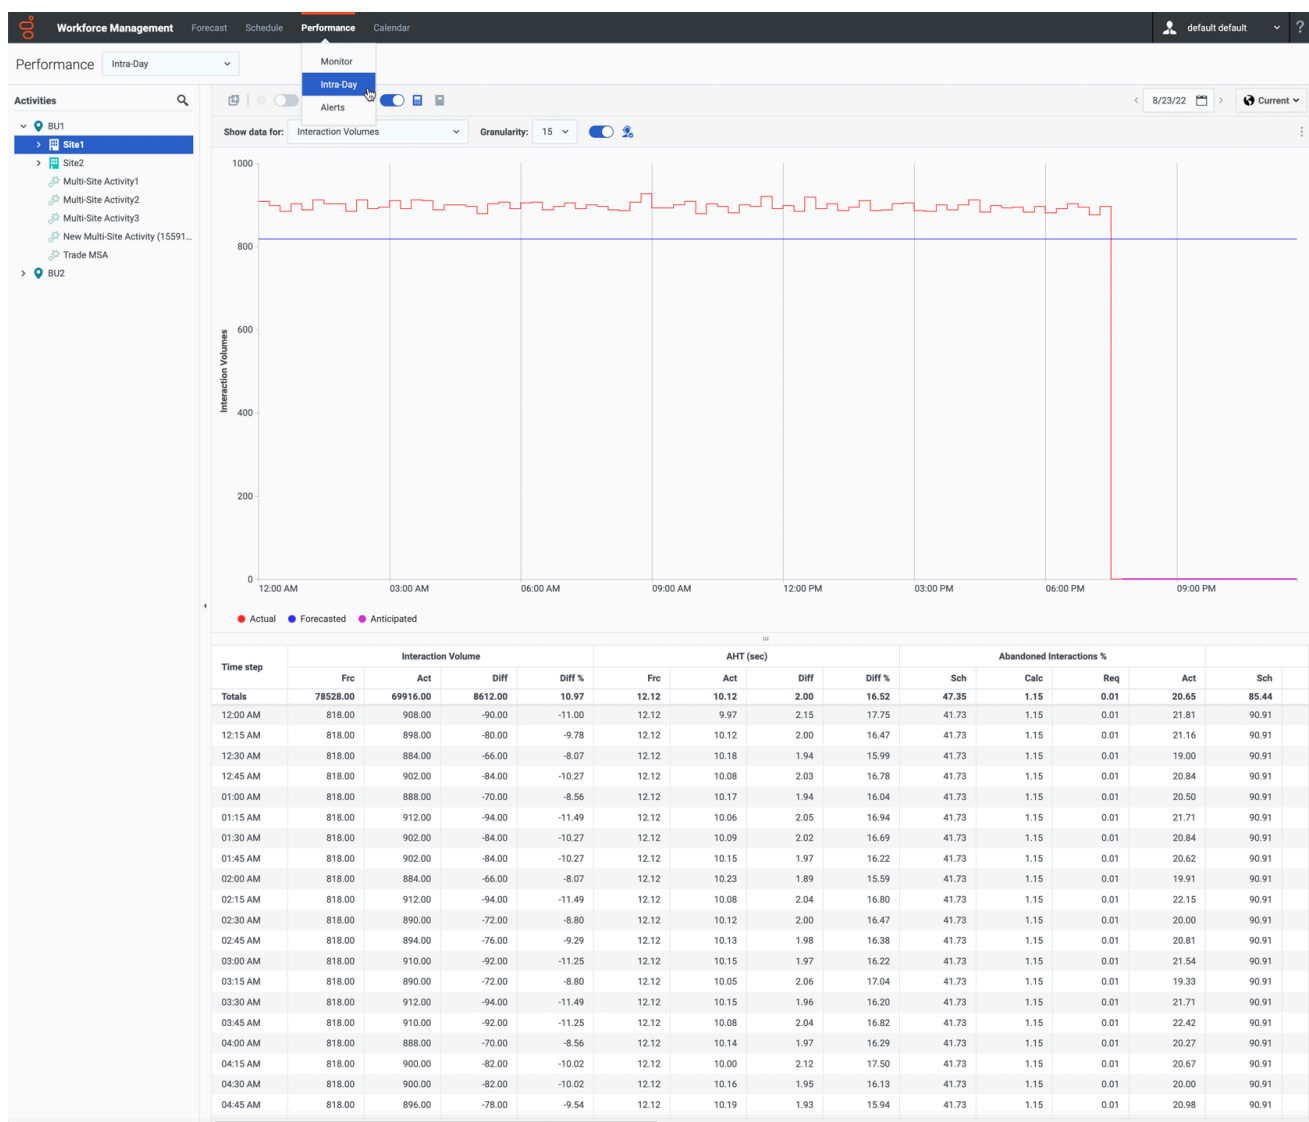 Workforce Management Forecast Schedule Performance Calendar default default ?
Performance Intra-Day
Monitor
Intra-Day
Alerts
Activities
BU1
Site1
Site2
Multi-Site Activity1
Multi-Site Activity2
Multi-Site Activity3
New Multi-Site Activity (15591...
Trade MSA
BU2
8/23/22 Current
Show data for: Interaction Volumes Granularity: 15
Interaction Volumes
1000
800
600
400
200
0
12:00 AM 03:00 AM 06:00 AM 09:00 AM 12:00 PM 03:00 PM 06:00 PM 09:00 PM
Actual Forecasted Anticipated
Time step Interaction Volume AHT (sec) Abandoned Interactions %
Frc Act Diff Diff % Frc Act Diff Diff % Sch Calc Req Act Sch
Totals 78528.00 69916.00 8612.00 10.97 12.12 10.12 2.00 16.52 47.35 1.15 0.01 20.65 85.44
12:00 AM 818.00 908.00 -90.00 -11.00 12.12 9.97 2.15 17.75 41.73 1.15 0.01 21.81 90.91
12:15 AM 818.00 898.00 -80.00 -9.78 12.12 10.12 2.00 16.47 41.73 1.15 0.01 21.16 90.91
12:30 AM 818.00 884.00 -66.00 -8.07 12.12 10.18 1.94 15.99 41.73 1.15 0.01 19.00 90.91
12:45 AM 818.00 902.00 -84.00 -10.27 12.12 10.08 2.03 16.78 41.73 1.15 0.01 20.84 90.91
01:00 AM 818.00 888.00 -70.00 -8.56 12.12 10.17 1.94 16.04 41.73 1.15 0.01 20.50 90.91
01:15 AM 818.00 912.00 -94.00 -11.49 12.12 10.06 2.05 16.94 41.73 1.15 0.01 21.71 90.91
01:30 AM 818.00 902.00 -84.00 -10.27 12.12 10.09 2.02 16.69 41.73 1.15 0.01 20.84 90.91
01:45 AM 818.00 902.00 -84.00 -10.27 12.12 10.15 1.97 16.22 41.73 1.15 0.01 20.62 90.91
02:00 AM 818.00 884.00 -66.00 -8.07 12.12 10.23 1.89 15.59 41.73 1.15 0.01 19.91 90.91
02:15 AM 818.00 912.00 -94.00 -11.49 12.12 10.08 2.04 16.80 41.73 1.15 0.01 22.15 90.91
02:30 AM 818.00 890.00 -72.00 -8.80 12.12 10.12 2.00 16.47 41.73 1.15 0.01 20.00 90.91
02:45 AM 818.00 894.00 -76.00 -9.29 12.12 10.13 1.98 16.38 41.73 1.15 0.01 20.81 90.91
03:00 AM 818.00 910.00 -92.00 -11.25 12.12 10.15 1.97 16.22 41.73 1.15 0.01 21.54 90.91
03:15 AM 818.00 890.00 -72.00 -8.80 12.12 10.05 2.06 17.04 41.73 1.15 0.01 19.33 90.91
03:30 AM 818.00 912.00 -94.00 -11.49 12.12 10.15 1.96 16.20 41.73 1.15 0.01 21.71 90.91
03:45 AM 818.00 910.00 -92.00 -11.25 12.12 10.08 2.04 16.82 41.73 1.15 0.01 22.42 90.91
04:00 AM 818.00 888.00 -70.00 -8.56 12.12 10.14 1.97 16.29 41.73 1.15 0.01 20.27 90.91
04:15 AM 818.00 900.00 -82.00 -10.02 12.12 10.00 2.12 17.50 41.73 1.15 0.01 20.67 90.91
04:30 AM 818.00 900.00 -82.00 -10.02 12.12 10.16 1.95 16.13 41.73 1.15 0.01 20.00 90.91
04:45 AM 818.00 896.00 -78.00 -9.54 12.12 10.19 1.93 15.94 41.73 1.15 0.01 20.98 90.91